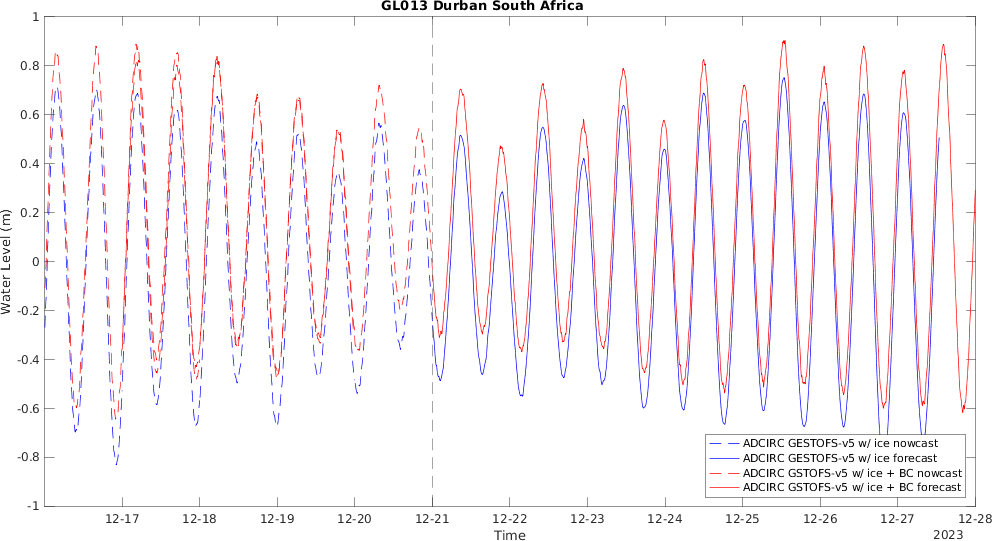 GL013 Durban South Africa
1
0.8
0.6
0.4
0.2
0
-0.2
-0.4
-0.6
-0.8
-1
Water Level (m)
ADCIRC GESTOFS-v5 w/ ice nowcast
ADCIRC GESTOFS-v5 w/ ice forecast
ADCIRC GSTOFS-v5 w/ ice + BC nowcast
ADCIRC GSTOFS-v5 w/ ice + BC forecast
12-17 12-18 12-19 12-20 12-21 12-22 12-23 12-24 12-25 12-26 12-27 12-28
Time
2023